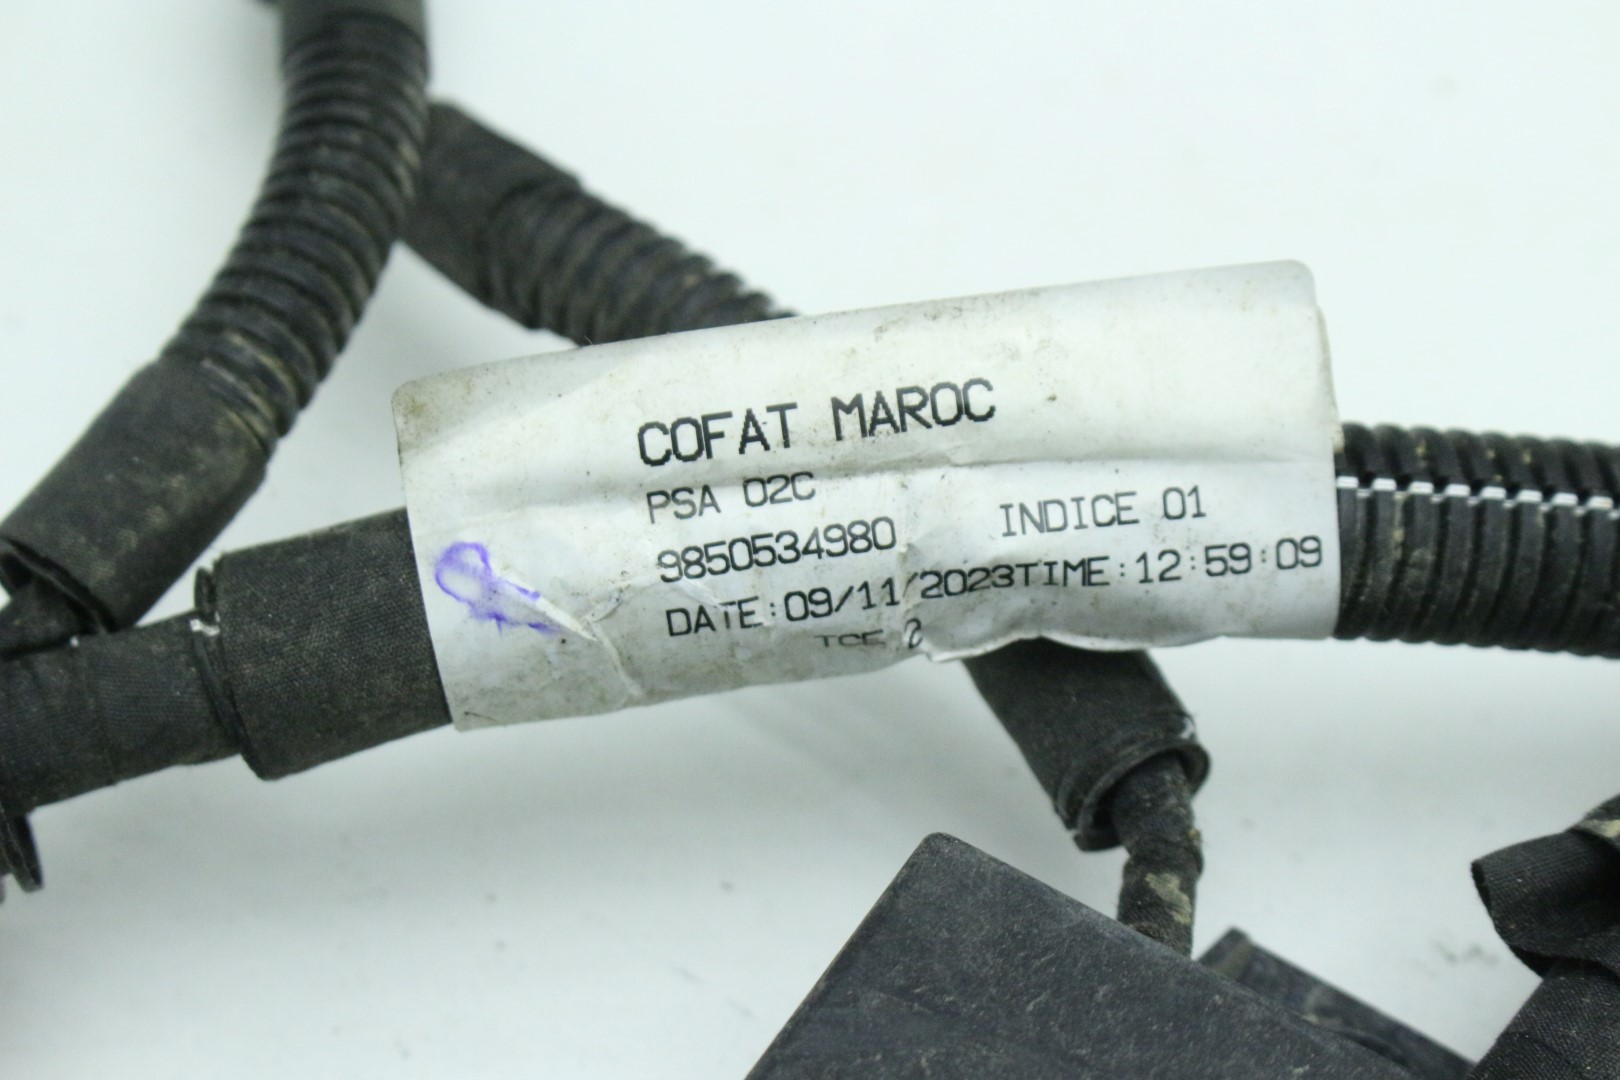 COFAT MAROC
PSA 02C
9850534980 INDICE 01
DATE:09/11/2023TIME:12:59:09